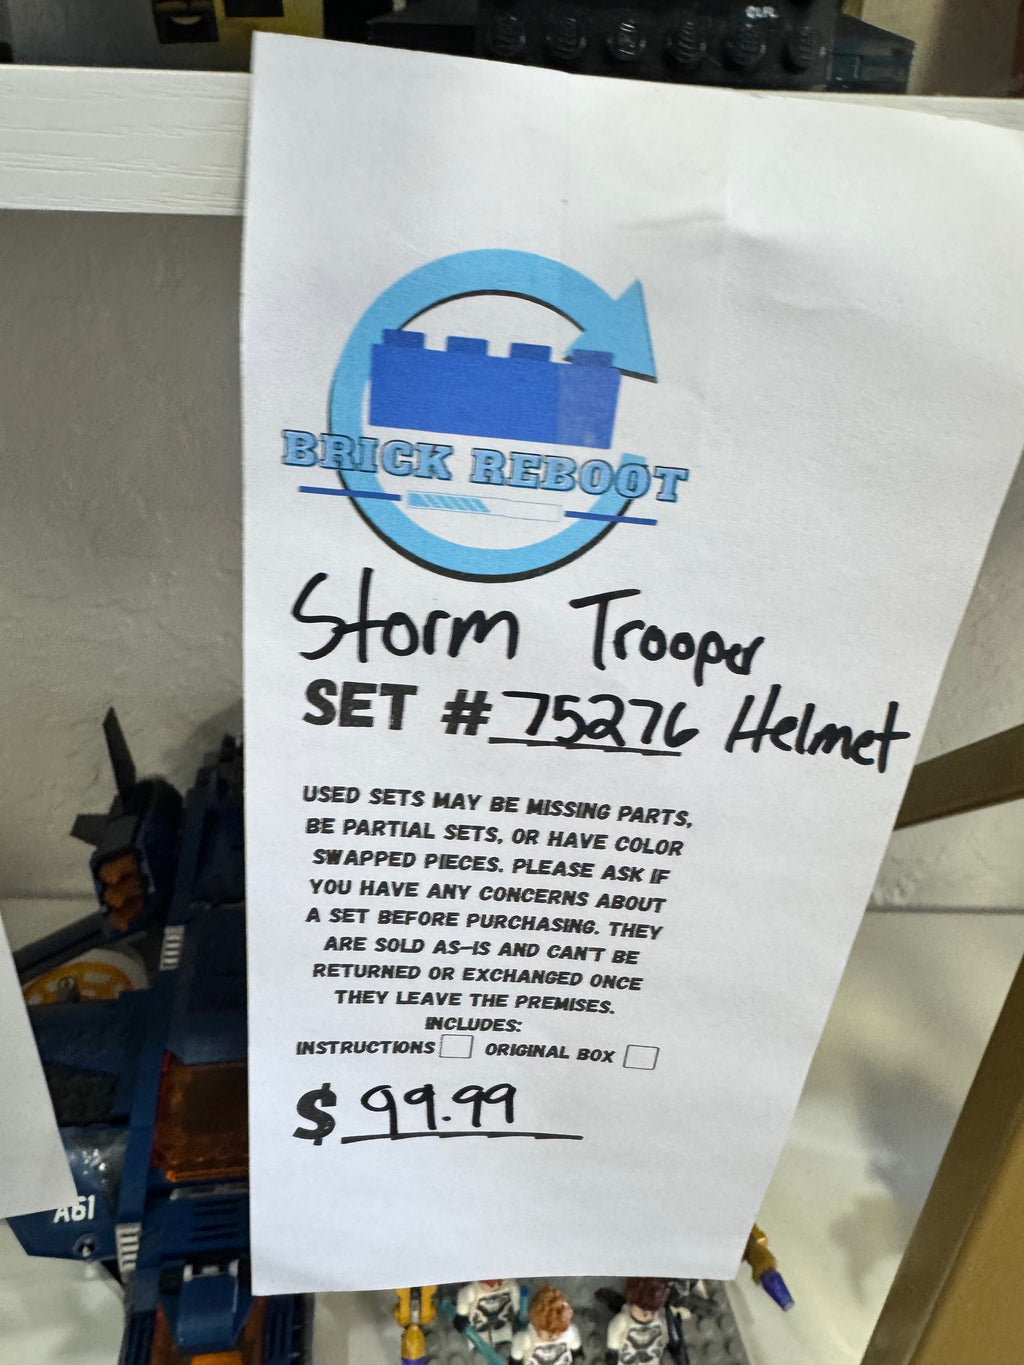 BRICK REBOOT
Storm Trooper
SET # 75276 Helmet
USED SETS MAY BE MISSING PARTS,
BE PARTIAL SETS, OR HAVE COLOR
SWAPPED PIECES. PLEASE ASK IF
YOU HAVE ANY CONCERNS ABOUT
A SET BEFORE PURCHASING. THEY
ARE SOLD AS-IS AND CAN'T BE
RETURNED OR EXCHANGED ONCE
THEY LEAVE THE PREMISES.
INCLUDES:
INSTRUCTIONS ORIGINAL BOX
$ 99.99
A61